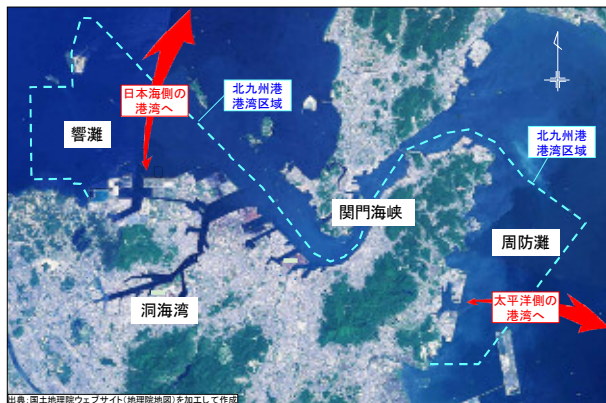 日本海側の
港湾へ
北九州港
港湾区域
響灘
北九州港
港湾区域
関門海峡
周防灘
太平洋側の
港湾へ
洞海湾
出典:国土地理院ウェブサイト(地理院地図)を加工して作成